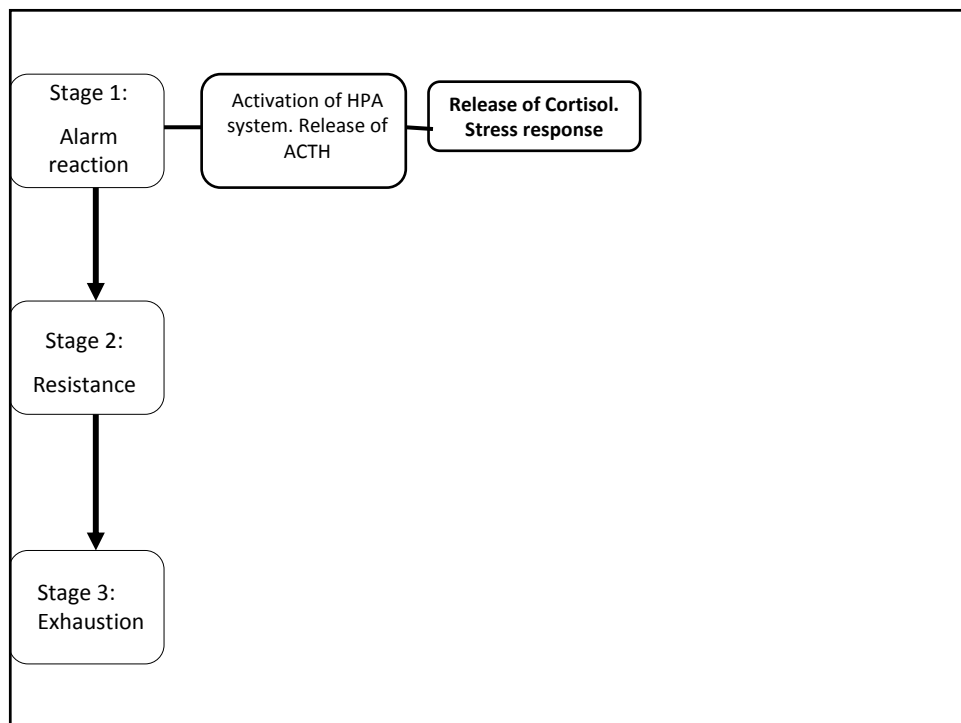 Stage 1:
Alarm
reaction
Activation of HPA
system. Release of
ACTH
Release of Cortisol.
Stress response
Stage 2:
Resistance
Stage 3:
Exhaustion